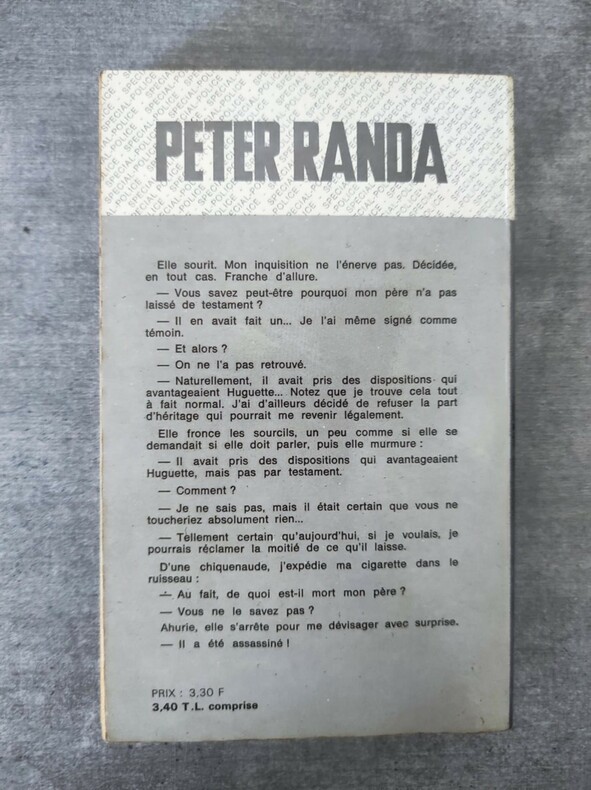 PETER RANDA
Elle sourit. Mon inquisition ne l'énerve pas. Décidée,
en tout cas. Franche d'allure.
— Vous savez peut-être pourquoi mon père n'a pas
laissé de testament ?
— Il en avait fait un... Je l'ai même signé comme
témoin.
— Et alors ?
— On ne l'a pas retrouvé.
— Naturellement, il avait pris des dispositions qui
avantageaient Huguette... Notez que je trouve cela tout
à fait normal. J'ai d'ailleurs décidé de refuser la part
d'héritage qui pourrait me revenir légalement.
Elle fronce les sourcils, un peu comme si elle se
demandait si elle doit parler, puis elle murmure :
— Il avait pris des dispositions qui avantageaient
Huguette, mais pas par testament.
— Comment ?
— Je ne sais pas, mais il était certain que vous ne
toucheriez absolument rien...
— Tellement certain qu'aujourd'hui, si je voulais, je
pourrais réclamer la moitié de ce qu'il laisse.
D'une chiquenaude, j'expédie ma cigarette dans le
ruisseau :
— Au fait, de quoi est-il mort mon père ?
— Vous ne le savez pas ?
Ahurie, elle s'arrête pour me dévisager avec surprise.
— Il a été assassiné !
PRIX : 3,30 F
3,40 T.L. comprise